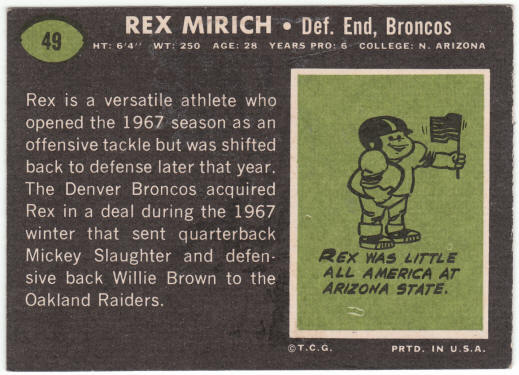 49
REX MIRICH • Def. End, Broncos
HT: 6'4" WT: 250 AGE: 28 YEARS PRO: 6 COLLEGE: N. ARIZONA
Rex is a versatile athlete who
opened the 1967 season as an
offensive tackle but was shifted
back to defense later that year.
The Denver Broncos acquired
Rex in a deal during the 1967
winter that sent quarterback
Mickey Slaughter and defen-
sive back Willie Brown to the
Oakland Raiders.
REX WAS LITTLE
ALL AMERICA AT
ARIZONA STATE.
©T.C.G. PRTD. IN U.S.A.